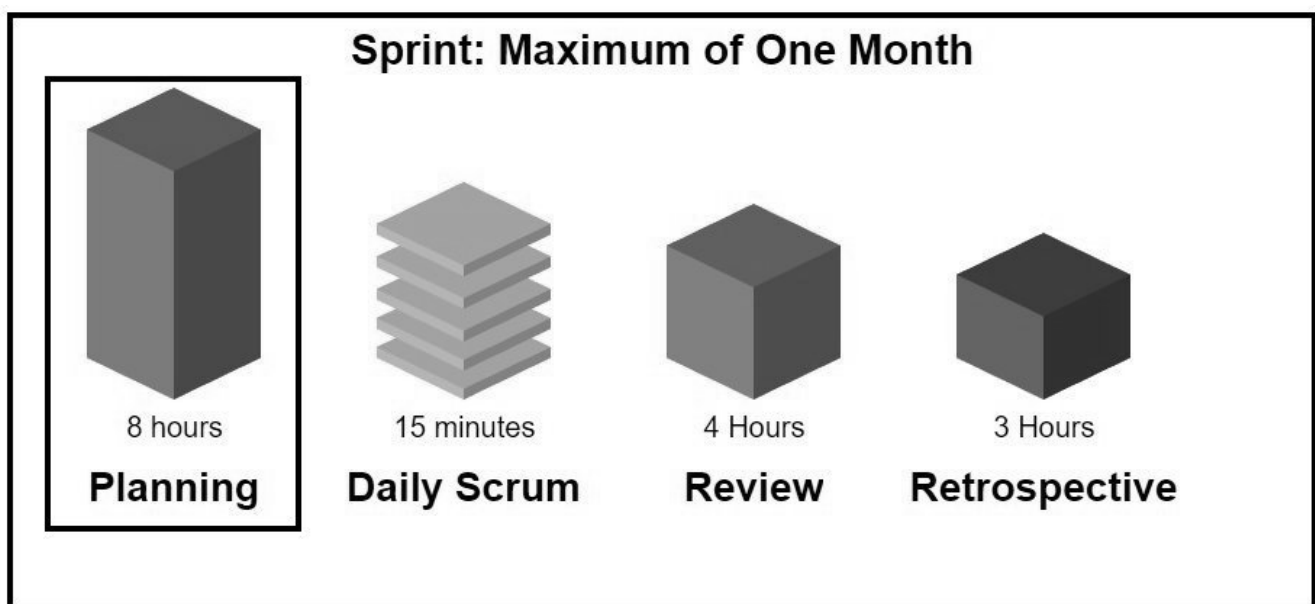 Sprint: Maximum of One Month
8 hours
15 minutes
4 Hours
3 Hours
Planning
Daily Scrum
Review
Retrospective